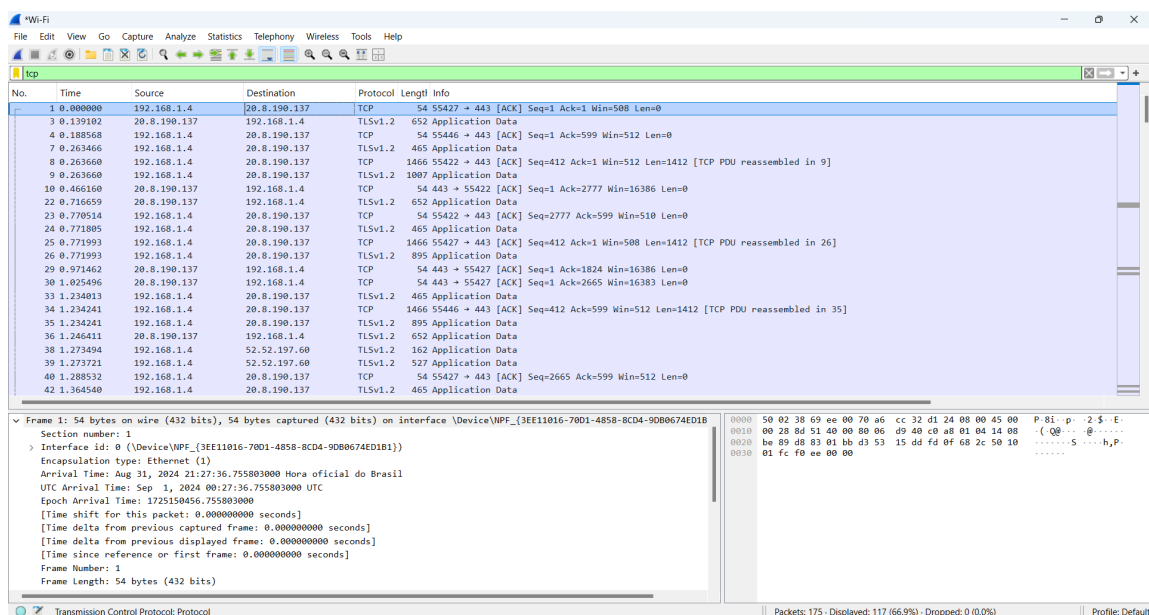 *Wi-Fi
File Edit View Go Capture Analyze Statistics Telephony Wireless Tools Help
tcp
No. Time Source Destination Protocol Length Info
1 0.000000 192.168.1.4 20.8.190.137 TCP 54 55427 → 443 [ACK] Seq=1 Ack=1 Win=508 Len=0
3 0.139102 20.8.190.137 192.168.1.4 TLSv1.2 652 Application Data
4 0.188568 192.168.1.4 20.8.190.137 TCP 54 55446 → 443 [ACK] Seq=1 Ack=599 Win=512 Len=0
7 0.263466 192.168.1.4 20.8.190.137 TLSv1.2 465 Application Data
8 0.263660 192.168.1.4 20.8.190.137 TCP 1466 55422 → 443 [ACK] Seq=412 Ack=1 Win=512 Len=1412 [TCP PDU reassembled in 9]
9 0.263660 192.168.1.4 20.8.190.137 TLSv1.2 1007 Application Data
10 0.466160 20.8.190.137 192.168.1.4 TCP 54 443 → 55422 [ACK] Seq=1 Ack=2777 Win=16386 Len=0
22 0.716659 20.8.190.137 192.168.1.4 TLSv1.2 652 Application Data
23 0.770514 192.168.1.4 20.8.190.137 TCP 54 55422 → 443 [ACK] Seq=2777 Ack=599 Win=510 Len=0
24 0.771805 192.168.1.4 20.8.190.137 TLSv1.2 465 Application Data
25 0.771993 192.168.1.4 20.8.190.137 TCP 1466 55427 → 443 [ACK] Seq=412 Ack=1 Win=508 Len=1412 [TCP PDU reassembled in 26]
26 0.771993 192.168.1.4 20.8.190.137 TLSv1.2 895 Application Data
29 0.971462 20.8.190.137 192.168.1.4 TCP 54 443 → 55427 [ACK] Seq=1 Ack=1824 Win=16386 Len=0
30 1.025496 20.8.190.137 192.168.1.4 TCP 54 443 → 55427 [ACK] Seq=1 Ack=2665 Win=16383 Len=0
33 1.234013 192.168.1.4 20.8.190.137 TLSv1.2 465 Application Data
34 1.234241 192.168.1.4 20.8.190.137 TCP 1466 55446 → 443 [ACK] Seq=412 Ack=599 Win=512 Len=1412 [TCP PDU reassembled in 35]
35 1.234241 192.168.1.4 20.8.190.137 TLSv1.2 895 Application Data
36 1.246411 20.8.190.137 192.168.1.4 TLSv1.2 652 Application Data
38 1.273494 192.168.1.4 52.52.197.60 TLSv1.2 162 Application Data
39 1.273721 192.168.1.4 52.52.197.60 TLSv1.2 527 Application Data
40 1.288532 192.168.1.4 20.8.190.137 TCP 54 55427 → 443 [ACK] Seq=2665 Ack=599 Win=512 Len=0
42 1.364540 192.168.1.4 20.8.190.137 TLSv1.2 465 Application Data
Frame 1: 54 bytes on wire (432 bits), 54 bytes captured (432 bits) on interface \Device\NPF_{3EE11016-70D1-4858-8CD4-9DB0674ED1B
Section number: 1
Interface id: 0 (\Device\NPF_{3EE11016-70D1-4858-8CD4-9DB0674ED1B1})
Encapsulation type: Ethernet (1)
Arrival Time: Aug 31, 2024 21:27:36.755803000 Hora oficial do Brasil
UTC Arrival Time: Sep 1, 2024 00:27:36.755803000 UTC
Epoch Arrival Time: 1725150456.755803000
[Time shift for this packet: 0.000000000 seconds]
[Time delta from previous captured frame: 0.000000000 seconds]
[Time delta from previous displayed frame: 0.000000000 seconds]
[Time since reference or first frame: 0.000000000 seconds]
Frame Number: 1
Frame Length: 54 bytes (432 bits)
0000 50 02 38 69 ee 00 70 a6 cc 32 d1 24 08 00 45 00 P·8i··p· ·2·$··E·
0010 00 28 8d 51 40 00 80 06 d9 40 c0 a8 01 04 14 08 ·(·Q@··· ·@······
0020 be 89 d8 83 01 bb d3 53 15 dd fd 0f 68 2c 50 10 ·······S ····h,P·
0030 01 fc f0 ee 00 00 ······
Transmission Control Protocol: Protocol
Packets: 175 · Displayed: 117 (66.9%) · Dropped: 0 (0.0%)
Profile: Default